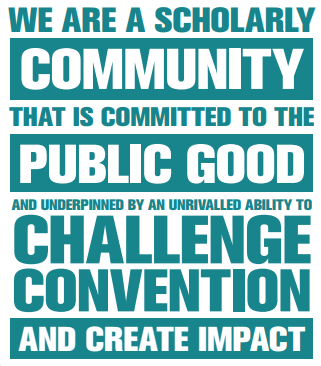 WE ARE A SCHOLARLY
COMMUNITY
THAT IS COMMITTED TO THE
PUBLIC GOOD
AND UNDERPINNED BY AN UNRIVALLED ABILITY TO
CHALLENGE
CONVENTION
AND CREATE IMPACT